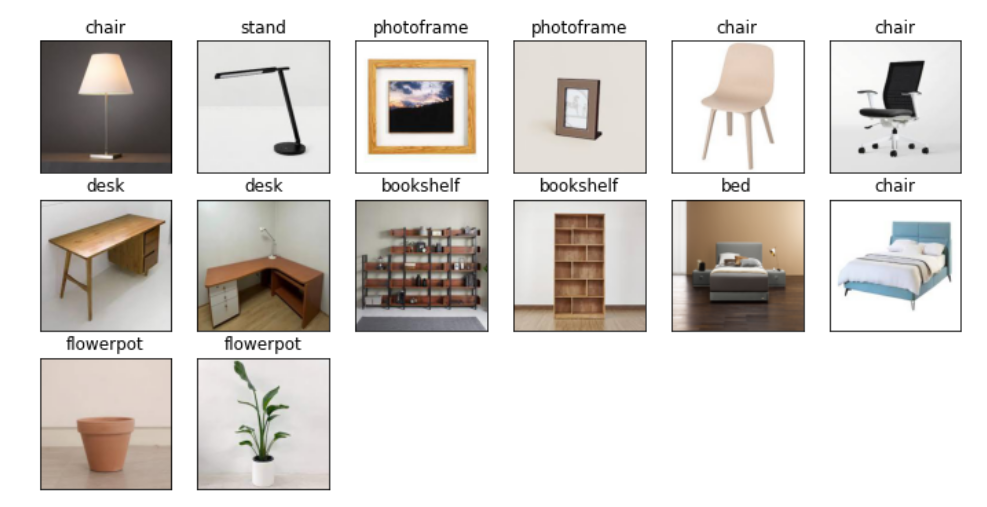 chair stand photoframe photoframe chair chair
desk desk bookshelf bookshelf bed chair
flowerpot flowerpot